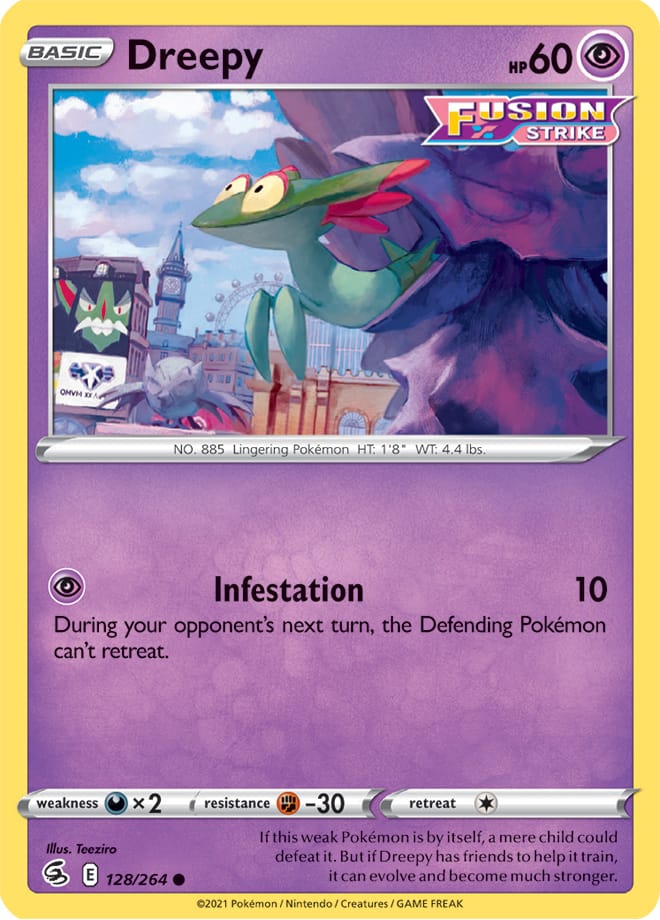 BASIC Dreepy HP60
FUSION
STRIKE
NO. 885 Lingering Pokémon HT: 1'8" WT: 4.4 lbs.
Infestation 10
During your opponent's next turn, the Defending Pokémon
can't retreat.
weakness ×2 resistance -30 retreat
Illus. Teeziro
If this weak Pokémon is by itself, a mere child could
defeat it. But if Dreepy has friends to help it train,
it can evolve and become much stronger.
E 128/264
©2021 Pokémon / Nintendo / Creatures / GAME FREAK